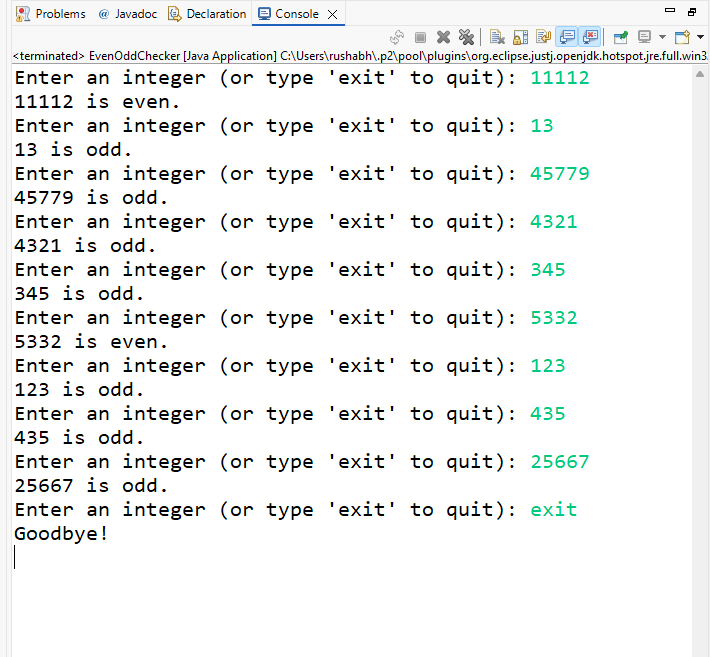 Problems @ Javadoc Declaration Console
<terminated> EvenOddChecker [Java Application] C:\Users\rushabh\.p2\pool\plugins\org.eclipse.justj.openjdk.hotspot.jre.full.win3
Enter an integer (or type 'exit' to quit): 11112
11112 is even.
Enter an integer (or type 'exit' to quit): 13
13 is odd.
Enter an integer (or type 'exit' to quit): 45779
45779 is odd.
Enter an integer (or type 'exit' to quit): 4321
4321 is odd.
Enter an integer (or type 'exit' to quit): 345
345 is odd.
Enter an integer (or type 'exit' to quit): 5332
5332 is even.
Enter an integer (or type 'exit' to quit): 123
123 is odd.
Enter an integer (or type 'exit' to quit): 435
435 is odd.
Enter an integer (or type 'exit' to quit): 25667
25667 is odd.
Enter an integer (or type 'exit' to quit): exit
Goodbye!